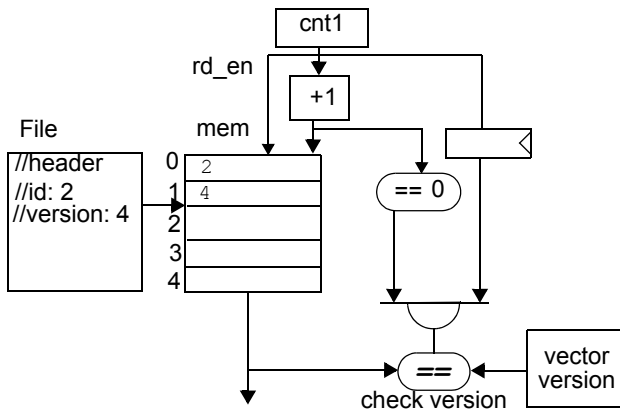 cnt1
rd_en
+1
File
mem
//header
//id: 2
//version: 4
0 2
1 4
2
3
4
== 0
==
check version
vector
version